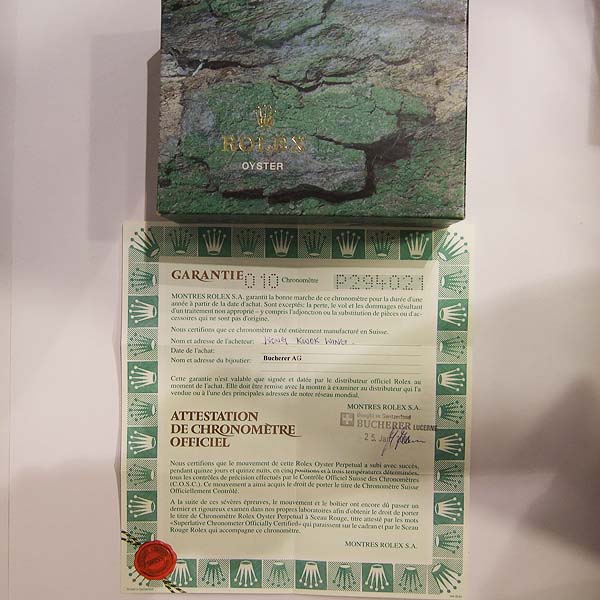 ROLEX
OYSTER
GARANTIE 010 Chronomètre P294021
MONTRES ROLEX S.A. garantit la bonne marche de ce chronomètre pour la durée d'une
année à partir de la date d'achat. Sont exceptés: la perte, le vol et les dommages résultant
d'un traitement non approprié – y compris l'adjonction ou la substitution de pièces ou d'ac-
cessoires qui ne sont pas d'origine.
Nous certifions que ce chronomètre a été entièrement manufacturé en Suisse.
Nom et adresse de l'acheteur: KWOK WING
Date de l'achat:
Nom et adresse du bijoutier: Bucherer AG
Cette garantie n'est valable que signée et datée par le distributeur officiel Rolex au
moment de l'achat. Elle doit être remise avec la montre à examiner au distributeur qui l'a
vendue ou à l'une des principales adresses de notre réseau mondial.
MONTRES ROLEX S.A.
Bought in Switzerland
BUCHERER LUCERNE
25. Juli
ATTESTATION
DE CHRONOMÈTRE
OFFICIEL
Nous certifions que le mouvement de cette Rolex Oyster Perpetual a subi avec succès,
pendant quinze jours et quinze nuits, en cinq positions et à trois températures déterminées,
tous les contrôles de précision effectués par le Contrôle Officiel Suisse des Chronomètres
(C.O.S.C.). Ce mouvement a ainsi acquis le droit de porter le titre de Chronomètre Suisse
Officiellement Contrôlé.
A la suite de ces sévères épreuves, le mouvement et le boîtier ont encore dû passer un
dernier et rigoureux examen dans nos propres laboratoires afin d'obtenir le droit de porter
le titre de Chronomètre Rolex Oyster Perpetual à Sceau Rouge, titre attesté par les mots
«Superlative Chronometer Officially Certified» qui paraissent sur le cadran et par le Sceau
Rouge Rolex qui accompagne ce chronomètre.
MONTRES ROLEX S.A.